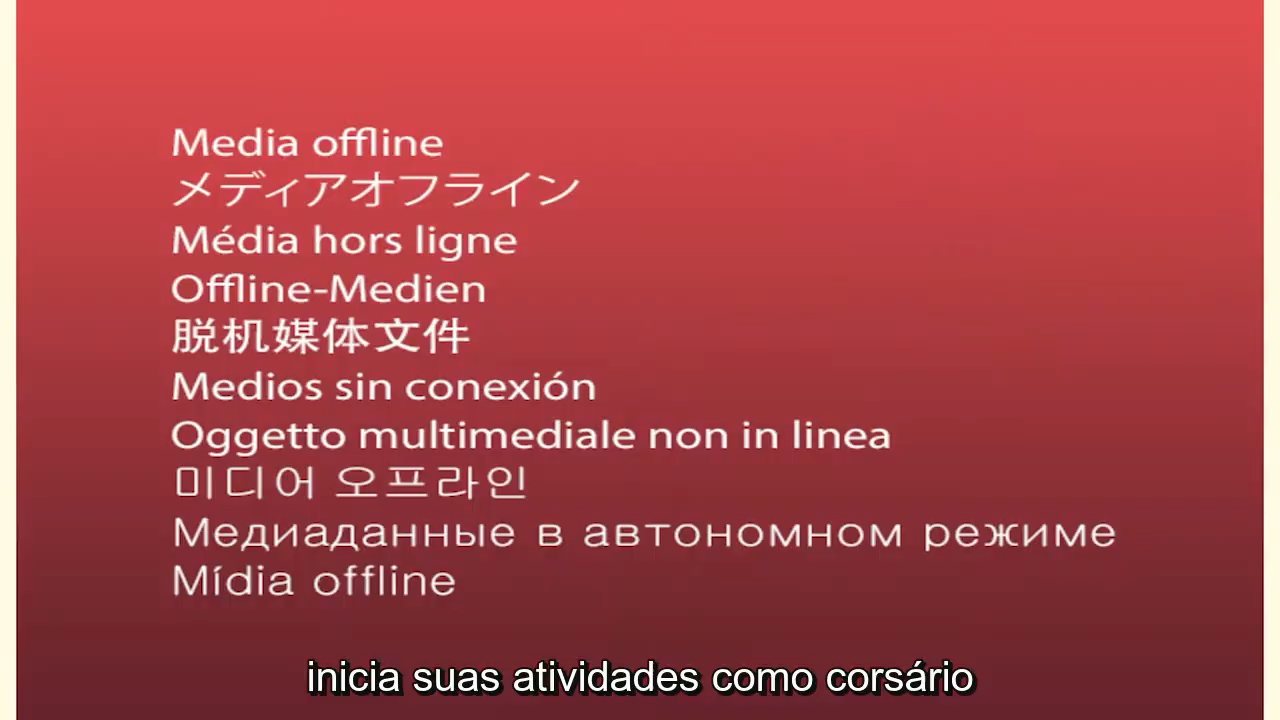 Media offline
メディアオフライン
Média hors ligne
Offline-Medien
脱机媒体文件
Medios sin conexión
Oggetto multimediale non in linea
미디어 오프라인
Медиаданные в автономном режиме
Mídia offline
inicia suas atividades como corsário